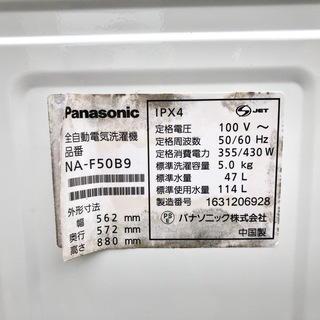 Panasonic
全自動電気洗濯機
品番
NA-F50B9
外形寸法
幅 562 mm
奥行 572 mm
高さ 880 mm
IPX4
JET
定格電圧 100 V ～
定格周波数 50/60 Hz
定格消費電力 355/430 W
標準洗濯容量 5.0 kg
標準水量 47 L
標準使用水量 114 L
製造番号 1631206928
PS E パナソニック株式会社
中国製